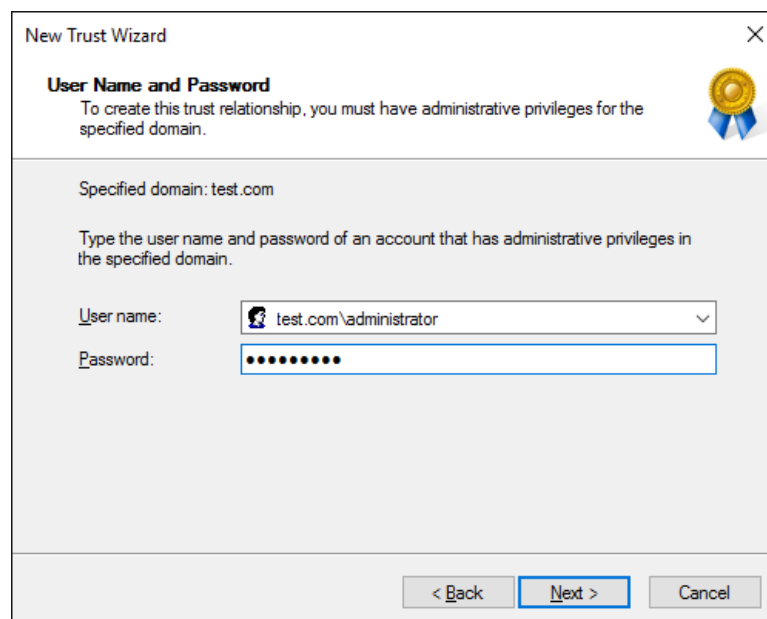 New Trust Wizard
User Name and Password
To create this trust relationship, you must have administrative privileges for the
specified domain.
Specified domain: test.com
Type the user name and password of an account that has administrative privileges in
the specified domain.
User name:
test.com\administrator
Password:
●●●●●●●●●
< Back
Next >
Cancel